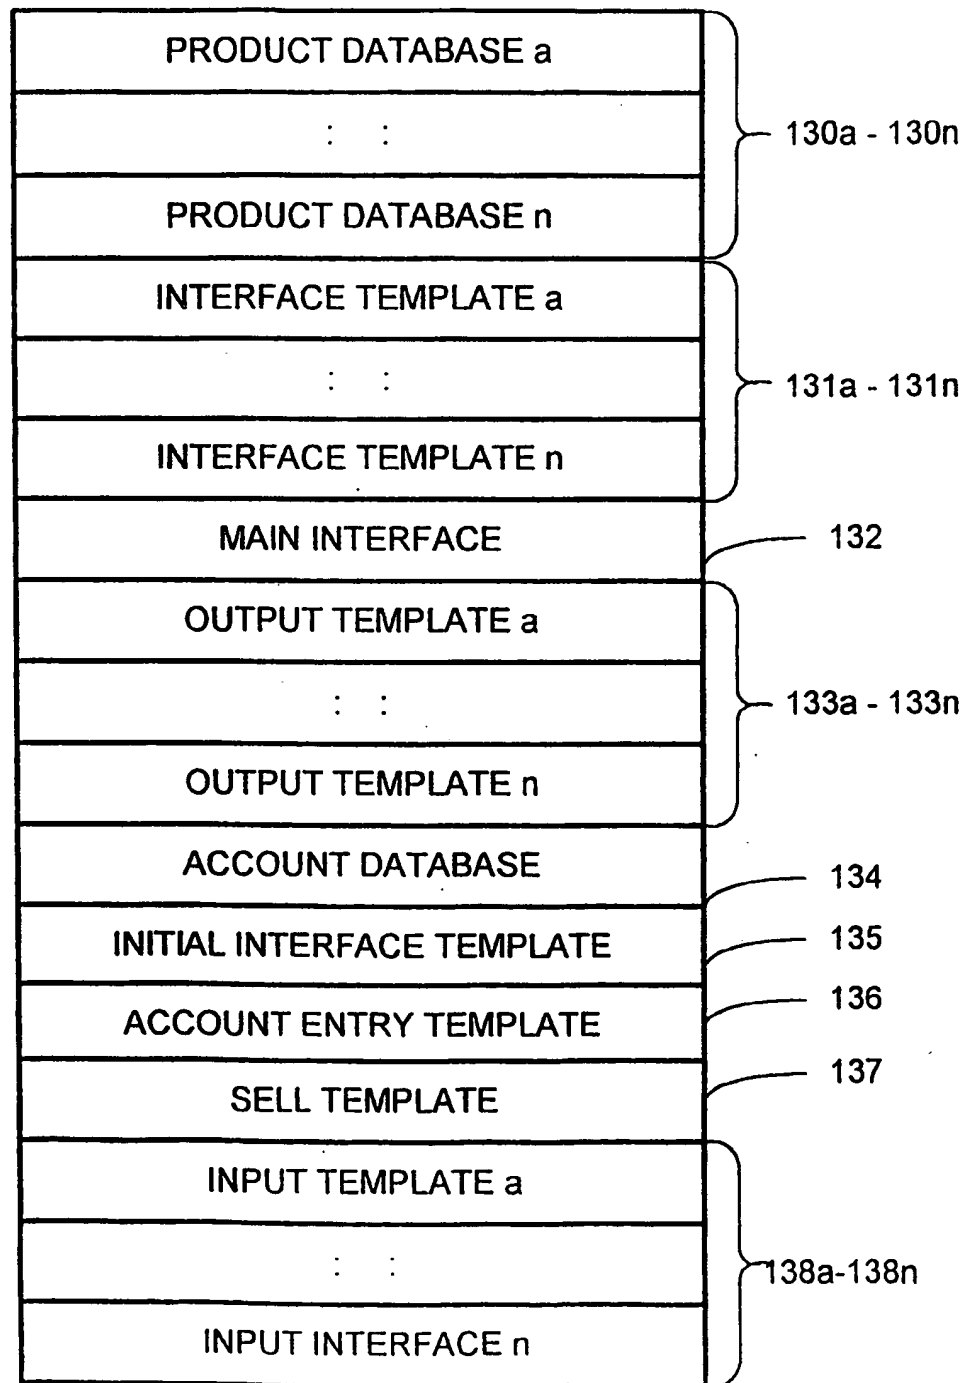 PRODUCT DATABASE a
: :
130a - 130n
PRODUCT DATABASE n
INTERFACE TEMPLATE a
: :
131a - 131n
INTERFACE TEMPLATE n
MAIN INTERFACE
132
OUTPUT TEMPLATE a
: :
133a - 133n
OUTPUT TEMPLATE n
ACCOUNT DATABASE
134
INITIAL INTERFACE TEMPLATE
135
ACCOUNT ENTRY TEMPLATE
136
SELL TEMPLATE
137
INPUT TEMPLATE a
: :
138a-138n
INPUT INTERFACE n